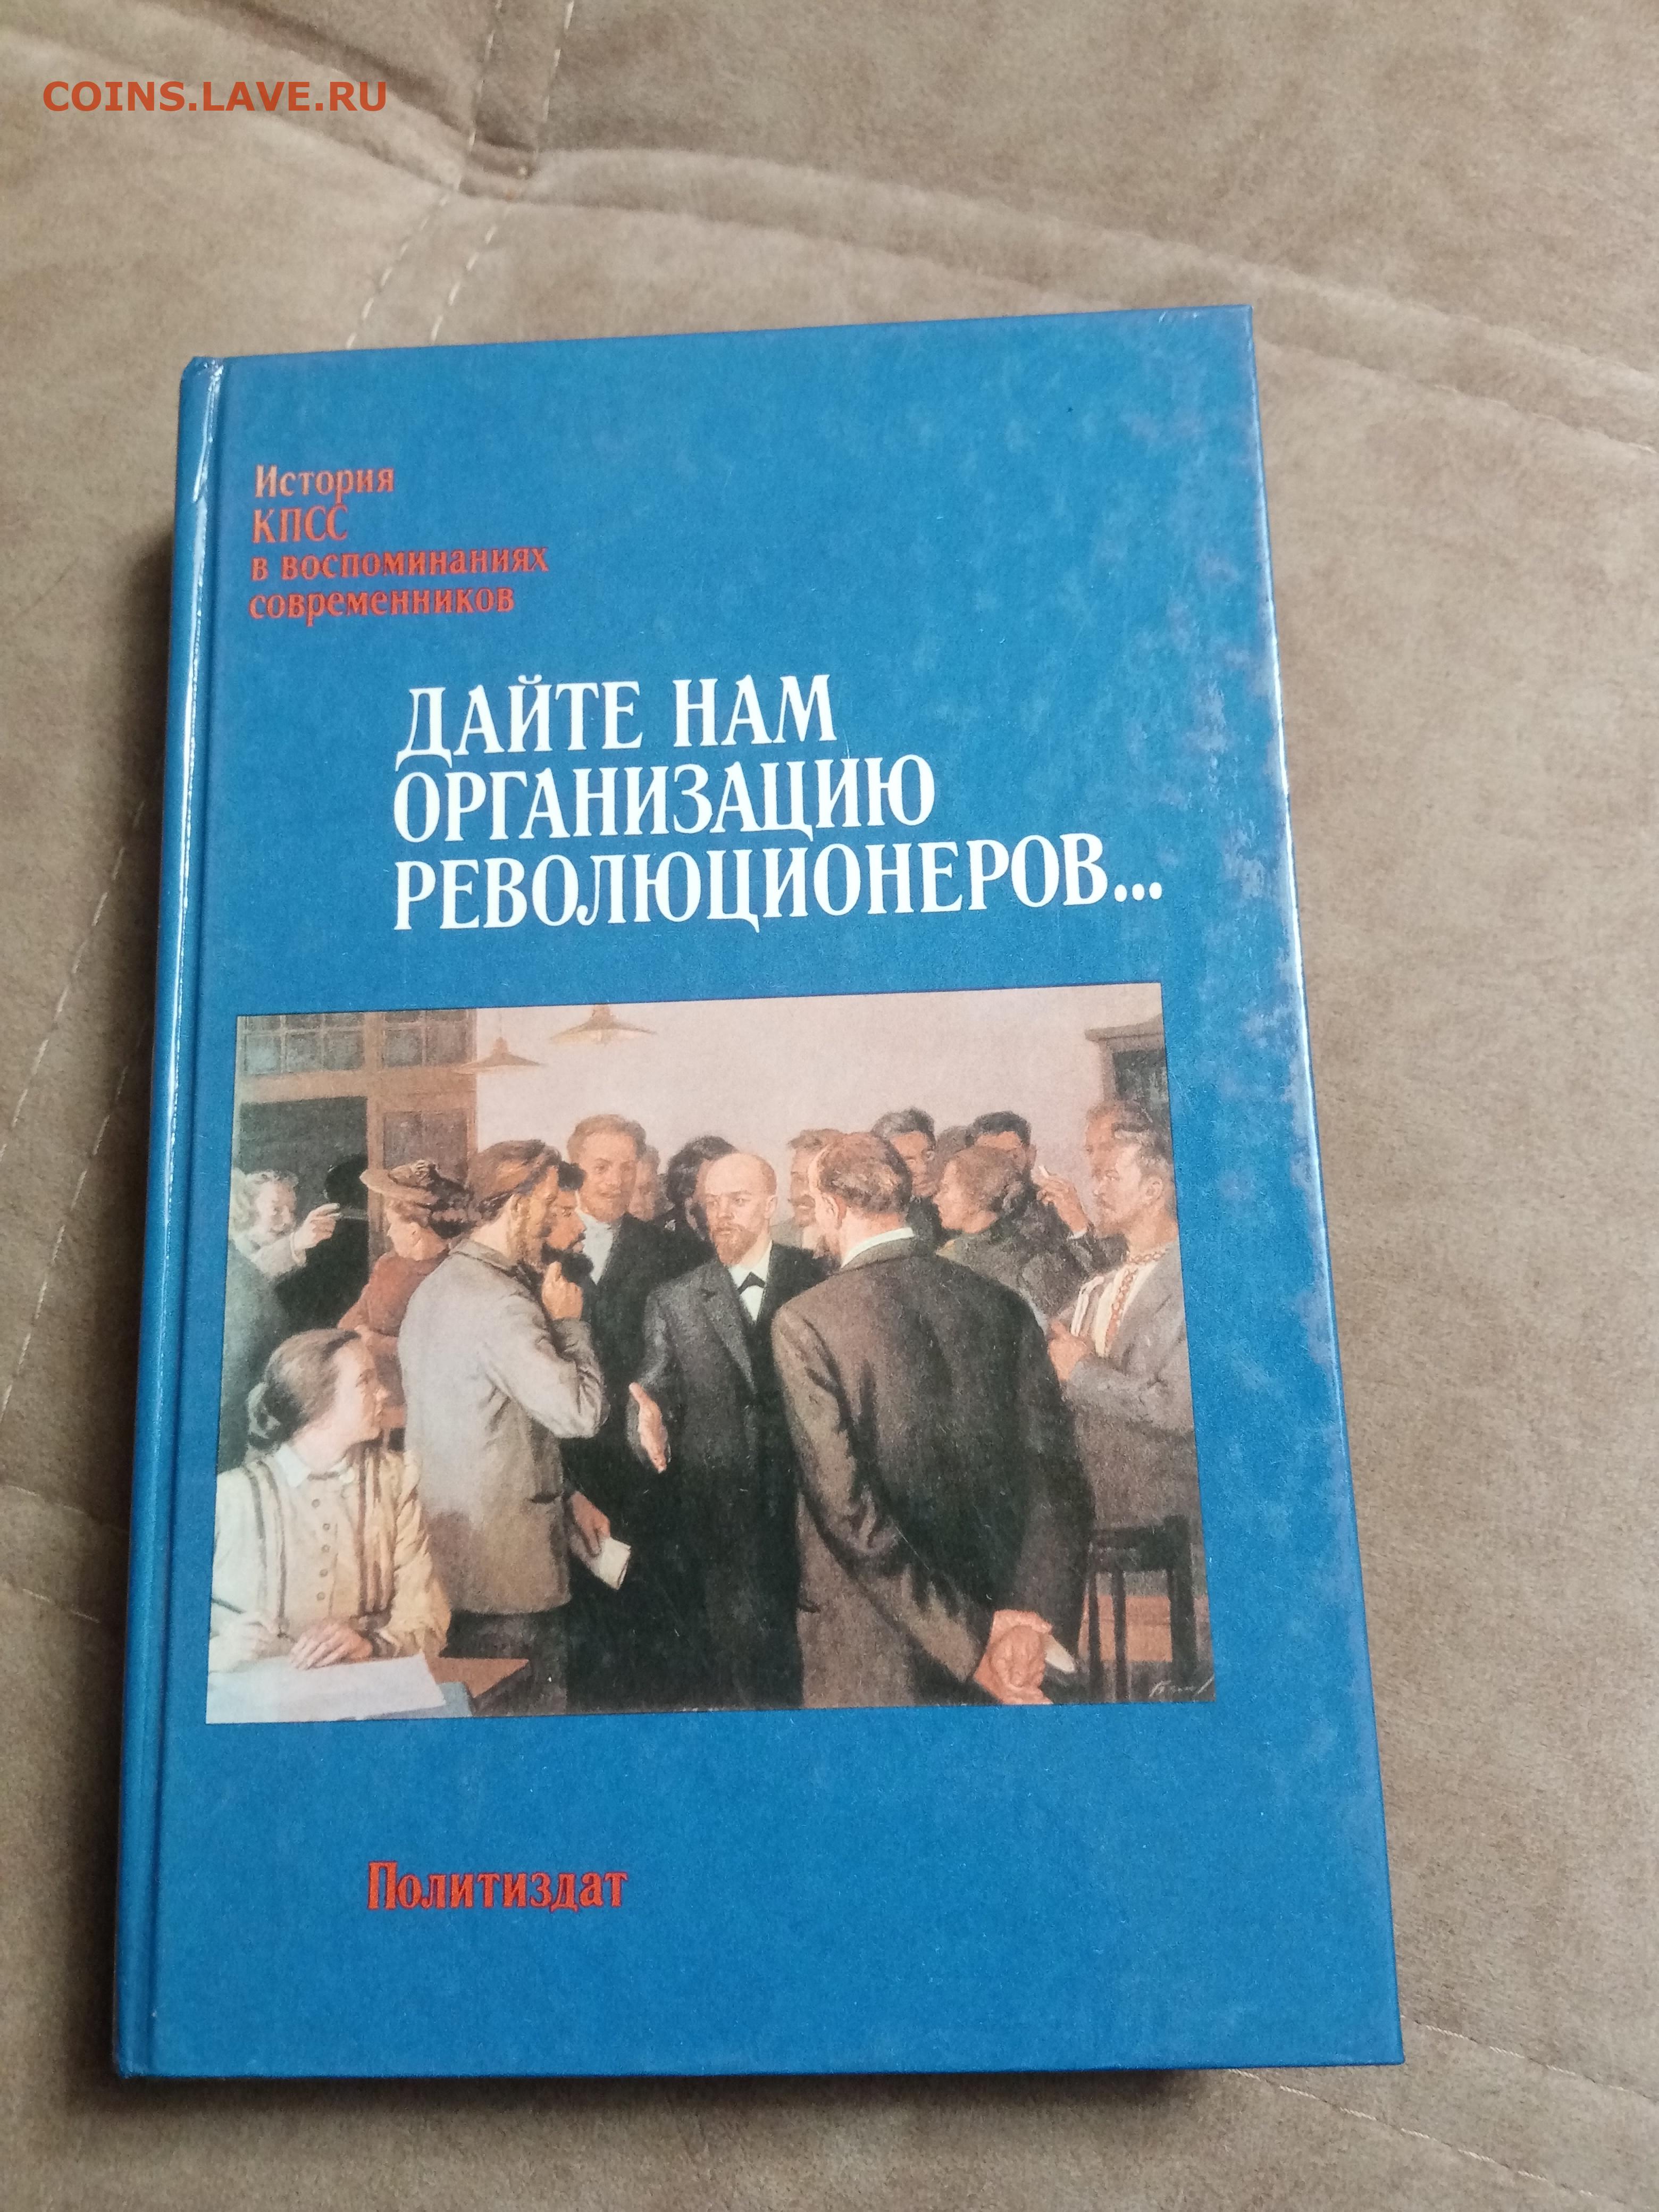 COINS.LAVE.RU
История
КПСС
в воспоминаниях
современников
ДАЙТЕ НАМ
ОРГАНИЗАЦИЮ
РЕВОЛЮЦИОНЕРОВ...
Политиздат